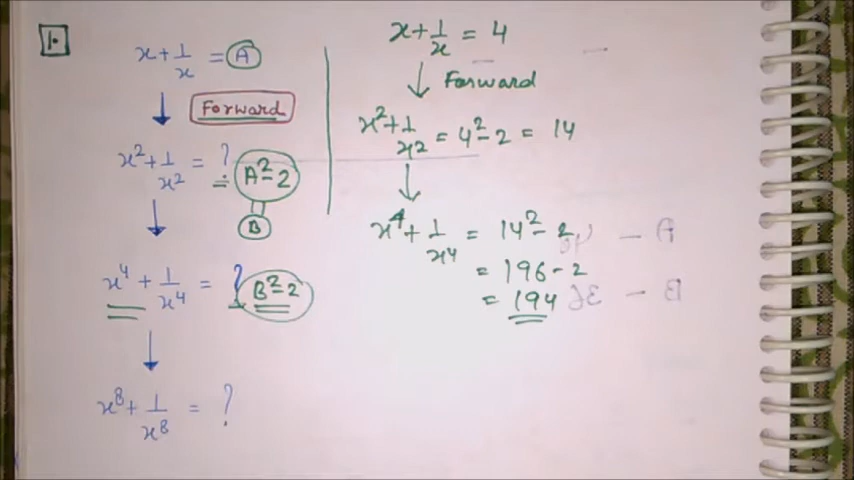 1.
x + 1/x = A
Forward
x² + 1/x² = ? A² - 2
B
x⁴ + 1/x⁴ = ? B² - 2
x⁸ + 1/x⁸ = ?
x + 1/x = 4
Forward
x² + 1/x² = 4² - 2 = 14
x⁴ + 1/x⁴ = 14² - 2
= 196 - 2
= 194